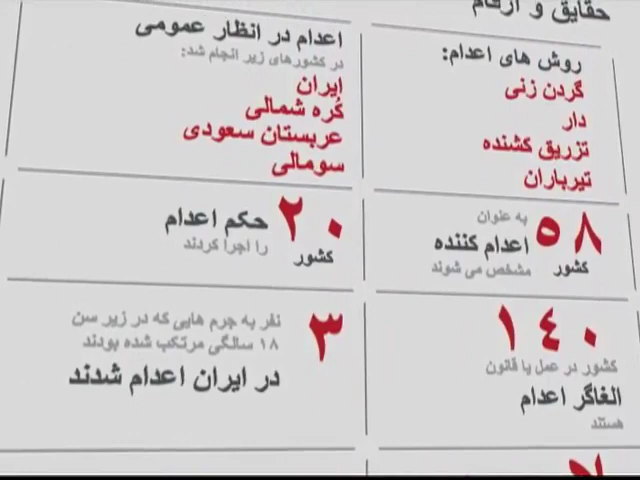 حقایق و ارقام
روش های اعدام:
گردن زنی
دار
تزریق کشنده
تیرباران
اعدام در انظار عمومی
در کشورهای زیر انجام شد:
ایران
کُره شمالی
عربستان سعودی
سومالی
۵۸
کشور
به عنوان
اعدام کننده
مشخص می شوند
۲۰
کشور
حکم اعدام
را اجرا کردند
۱۴۰
کشور در عمل یا قانون
الغاگر اعدام
هستند
۳
نفر به جرم هایی که در زیر سن
۱۸ سالگی مرتکب شده بودند
در ایران اعدام شدند